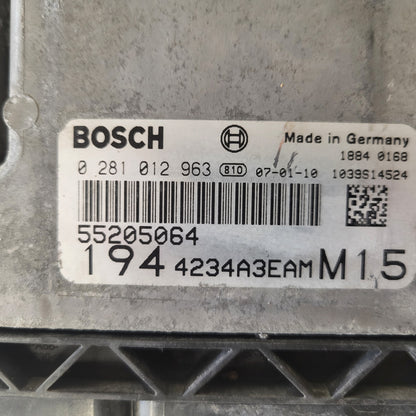 BOSCH Made in Germany
1884 0168
0 281 012 963 B10 07-01-10 1039S14524
55205064
194 4234A3EAM M15